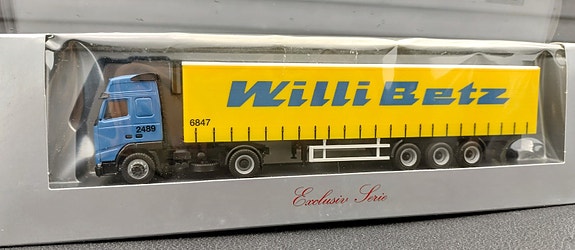 Willi Betz
6847
2489
Exclusiv Serie